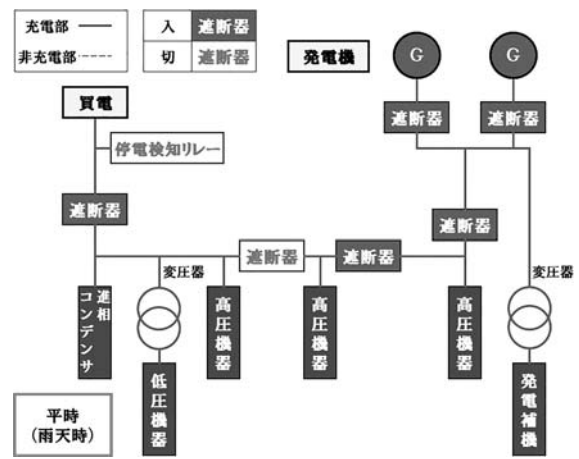 充電部
非充電部
入 遮断器
切 遮断器
発電機
G
G
買電
遮断器
遮断器
停電検知リレー
遮断器
遮断器
遮断器
遮断器
変圧器
変圧器
進相
コンデンサ
高圧機器
高圧機器
高圧機器
低圧機器
発電補機
平時
(雨天時)